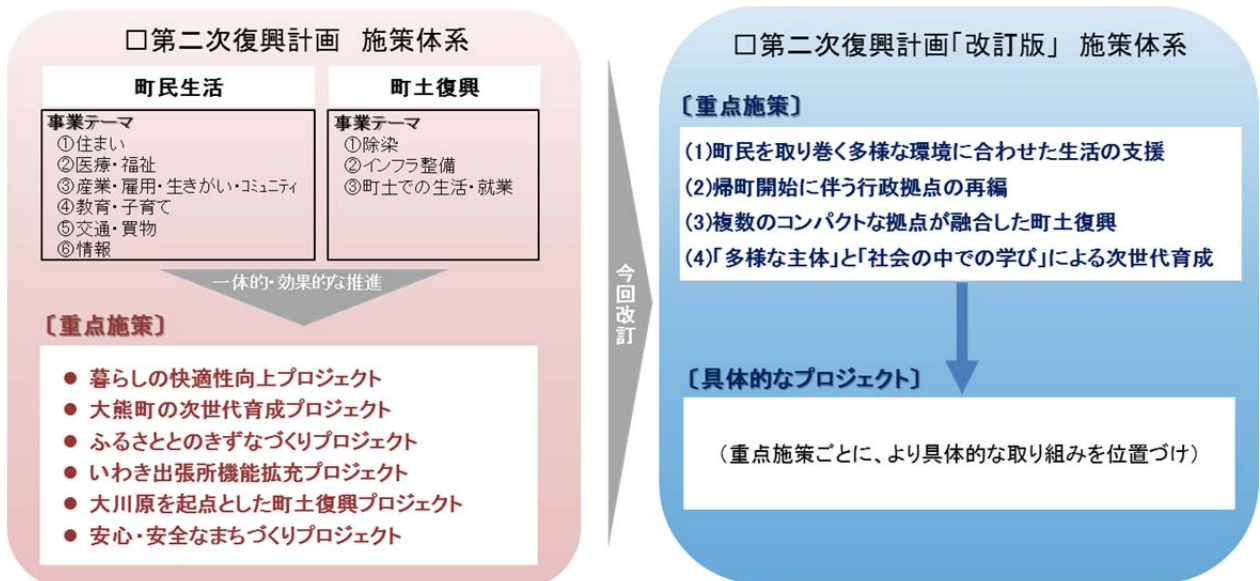 □第二次復興計画 施策体系
町民生活
事業テーマ
①住まい
②医療・福祉
③産業・雇用・生きがい・コミュニティ
④教育・子育て
⑤交通・買物
⑥情報
町土復興
事業テーマ
①除染
②インフラ整備
③町土での生活・就業
一体的・効果的な推進
〔重点施策〕
● 暮らしの快適性向上プロジェクト
● 大熊町の次世代育成プロジェクト
● ふるさととのきずなづくりプロジェクト
● いわき出張所機能拡充プロジェクト
● 大川原を起点とした町土復興プロジェクト
● 安心・安全なまちづくりプロジェクト
今回改訂
□第二次復興計画「改訂版」 施策体系
〔重点施策〕
(1)町民を取り巻く多様な環境に合わせた生活の支援
(2)帰町開始に伴う行政拠点の再編
(3)複数のコンパクトな拠点が融合した町土復興
(4)「多様な主体」と「社会の中での学び」による次世代育成
〔具体的なプロジェクト〕
(重点施策ごとに、より具体的な取り組みを位置づけ)